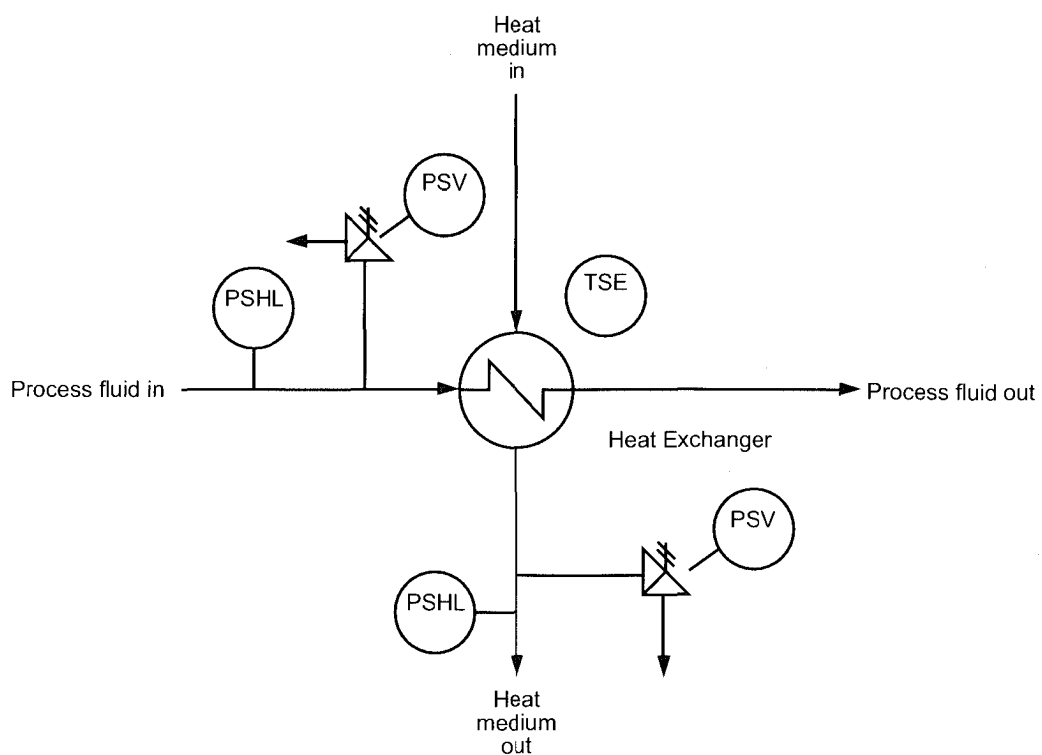 Heat
medium
in
PSV
TSE
PSHL
Process fluid in
Process fluid out
Heat Exchanger
PSV
PSHL
Heat
medium
out